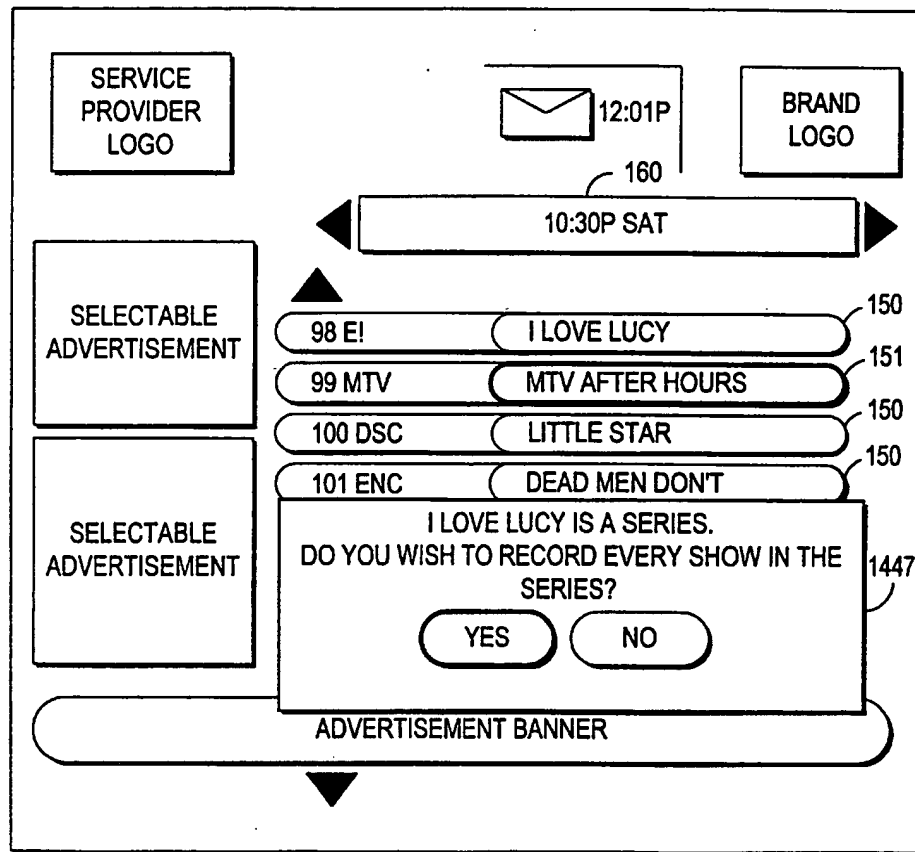 SERVICE
PROVIDER
LOGO
12:01P
BRAND
LOGO
160
10:30P SAT
SELECTABLE
ADVERTISEMENT
98 E! I LOVE LUCY 150
99 MTV MTV AFTER HOURS 151
100 DSC LITTLE STAR 150
101 ENC DEAD MEN DON'T 150
SELECTABLE
ADVERTISEMENT
I LOVE LUCY IS A SERIES.
DO YOU WISH TO RECORD EVERY SHOW IN THE
SERIES?
1447
YES NO
ADVERTISEMENT BANNER